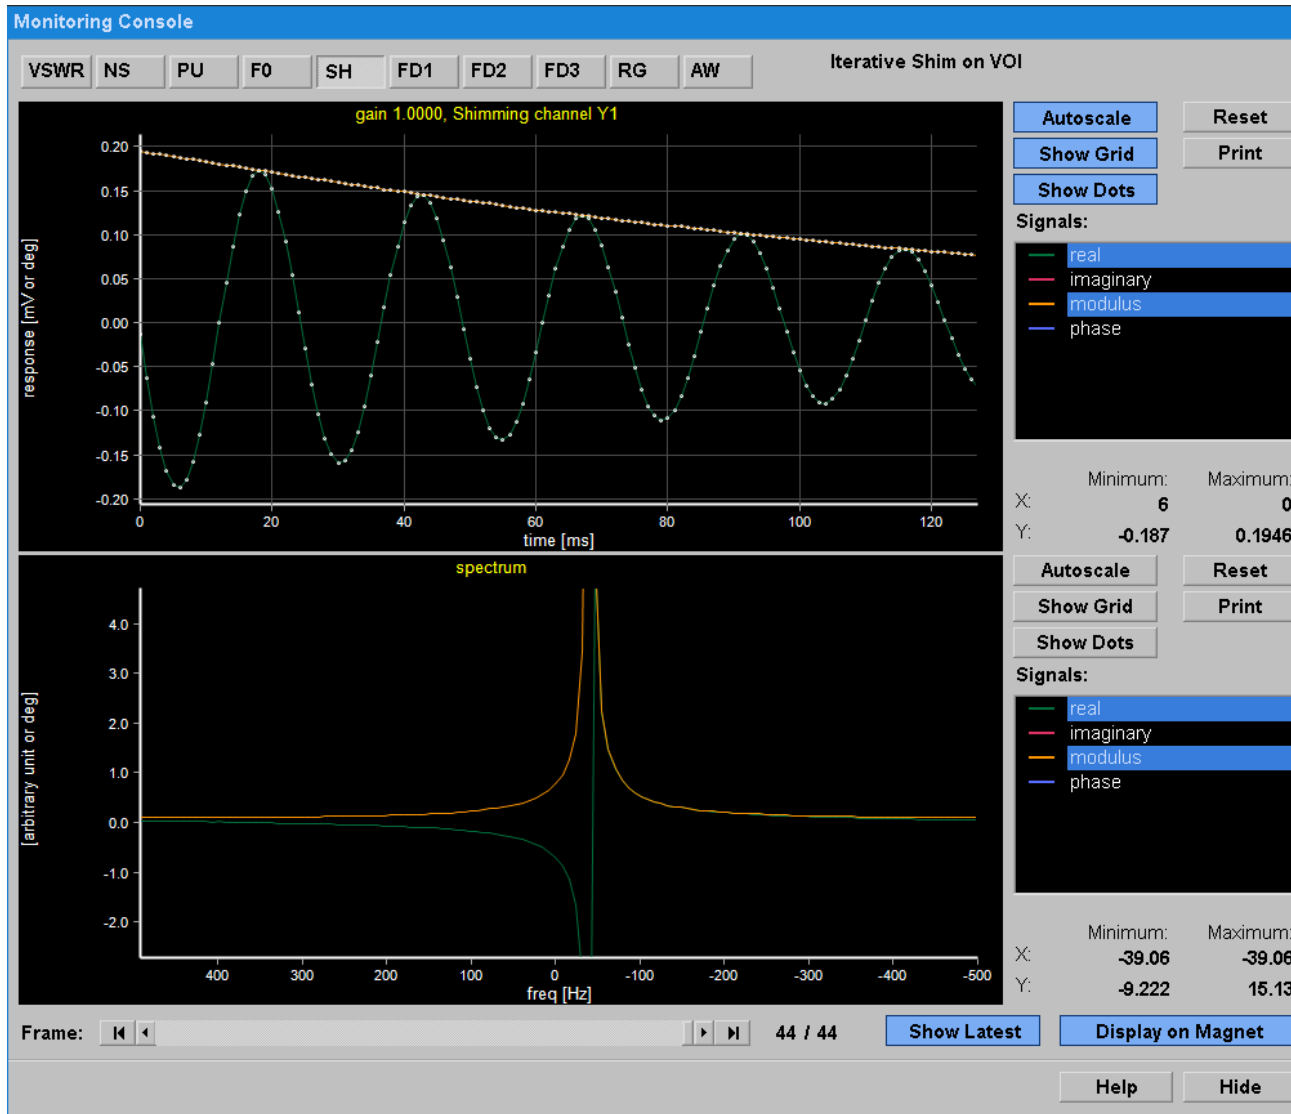 Monitoring Console
VSWR NS PU F0 SH FD1 FD2 FD3 RG AW
Iterative Shim on VOI
gain 1.0000, Shimming channel Y1
0.20
0.15
0.10
0.05
0.00
-0.05
-0.10
-0.15
-0.20
response [mV or deg]
0 20 40 60 80 100 120
time [ms]
Autoscale Reset
Show Grid Print
Show Dots
Signals:
real
imaginary
modulus
phase
Minimum: Maximum:
X: 6 0
Y: -0.187 0.1946
spectrum
4.0
3.0
2.0
1.0
0.0
-1.0
-2.0
[arbitrary unit or deg]
400 300 200 100 0 -100 -200 -300 -400 -500
freq [Hz]
Autoscale Reset
Show Grid Print
Show Dots
Signals:
real
imaginary
modulus
phase
Minimum: Maximum:
X: -39.06 -39.06
Y: -9.222 15.13
Frame: 44 / 44 Show Latest Display on Magnet
Help Hide